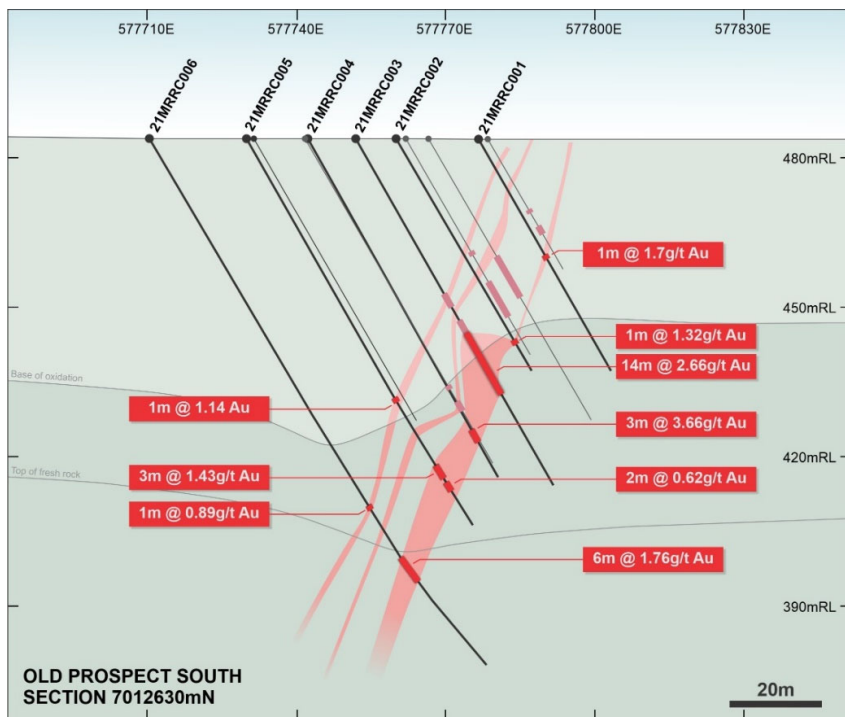 577710E
577740E
577770E
577800E
577830E
21MRRC006
21MRRC005
21MRRC004
21MRRC003
21MRRC002
21MRRC001
480mRL
1m @ 1.7g/t Au
450mRL
1m @ 1.32g/t Au
14m @ 2.66g/t Au
Base of oxidation
1m @ 1.14 Au
3m @ 3.66g/t Au
420mRL
Top of fresh rock
3m @ 1.43g/t Au
2m @ 0.62g/t Au
1m @ 0.89g/t Au
6m @ 1.76g/t Au
390mRL
OLD PROSPECT SOUTH
SECTION 7012630mN
20m